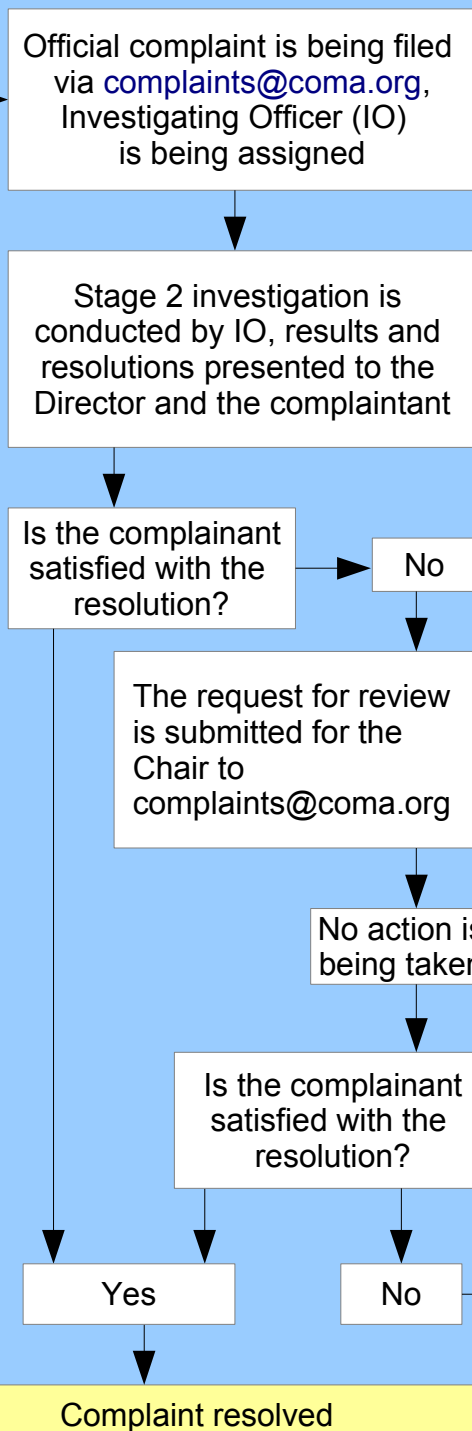 Official complaint is being filed
via complaints@coma.org,
Investigating Officer (IO)
is being assigned
Stage 2 investigation is
conducted by IO, results and
resolutions presented to the
Director and the complaintant
Is the complainant
satisfied with the
resolution?
No
The request for review
is submitted for the
Chair to
complaints@coma.org
No action is
being taken
Is the complainant
satisfied with the
resolution?
Yes
No
Complaint resolved